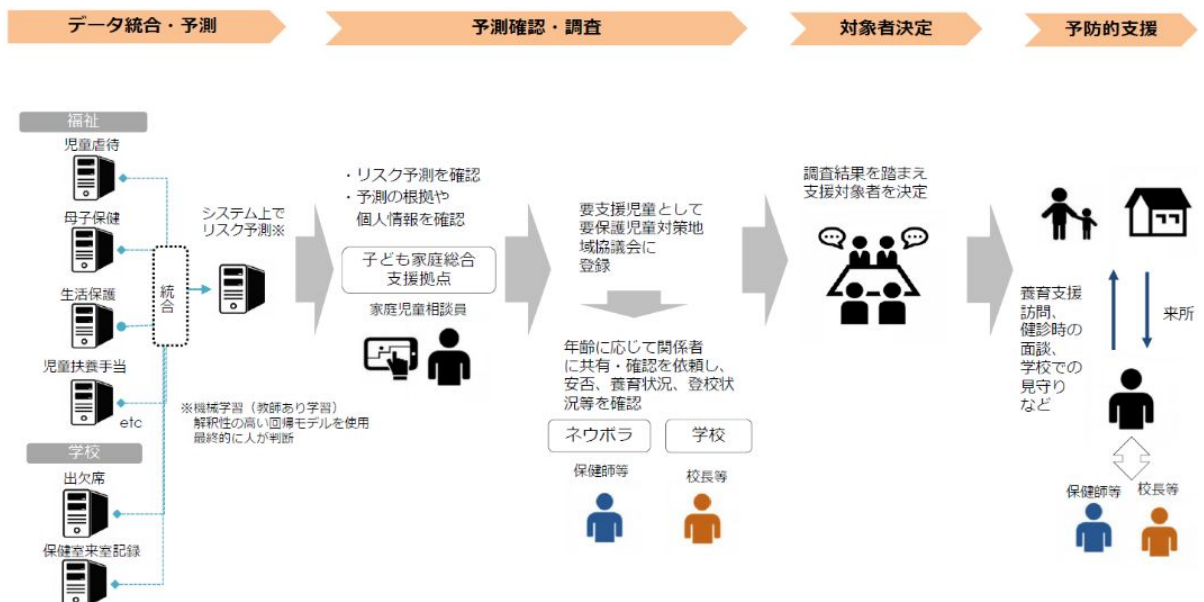 データ統合・予測
予測確認・調査
対象者決定
予防的支援
福祉
児童虐待
母子保健
生活保護
児童扶養手当
etc
学校
出欠席
保健室来室記録
統合
システム上で
リスク予測※
※機械学習（教師あり学習）
解釈性の高い回帰モデルを使用
最終的に人が判断
・リスク予測を確認
・予測の根拠や
個人情報を確認
子ども家庭総合
支援拠点
家庭児童相談員
要支援児童として
要保護児童対策地
域協議会に
登録
年齢に応じて関係者
に共有・確認を依頼し、
安否、養育状況、登校状
況等を確認
ネウボラ
学校
保健師等
校長等
調査結果を踏まえ
支援対象者を決定
養育支援
訪問、
健診時の
面談、
学校での
見守り
など
来所
保健師等
校長等